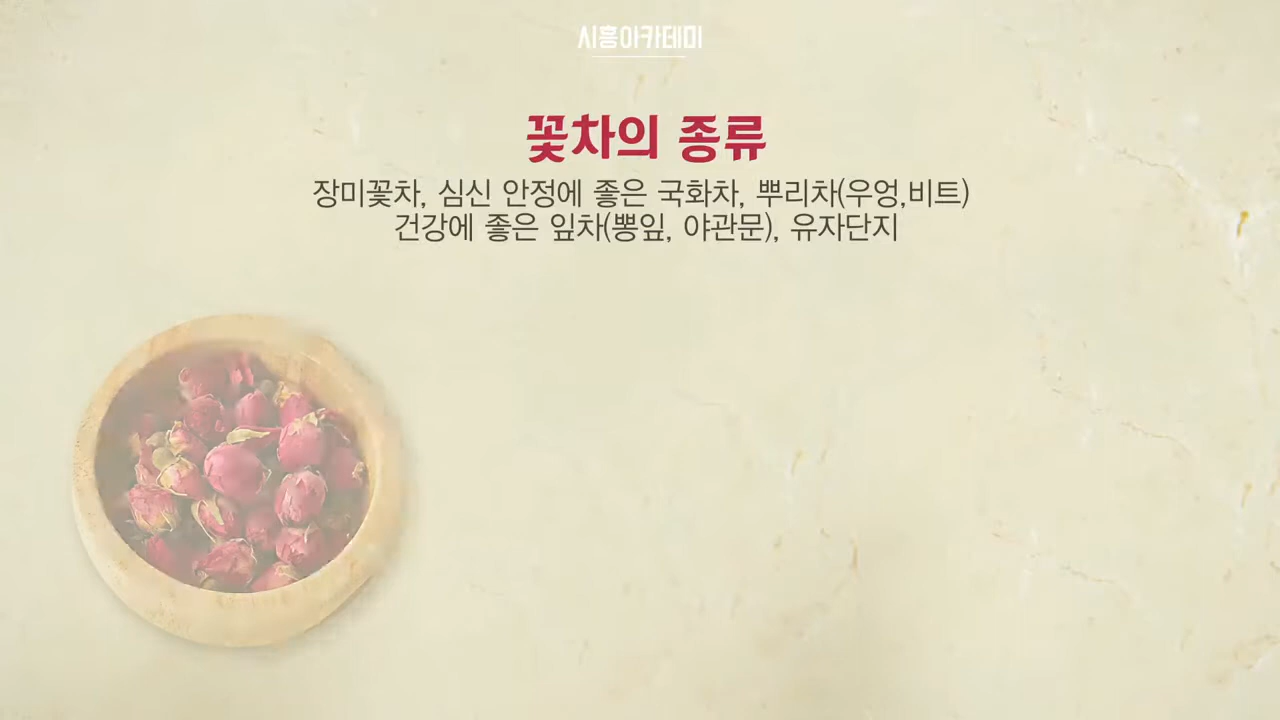 시흥아카데미
꽃차의 종류
장미꽃차, 심신 안정에 좋은 국화차, 뿌리차(우엉,비트)
건강에 좋은 잎차(뽕잎, 야관문), 유자단지